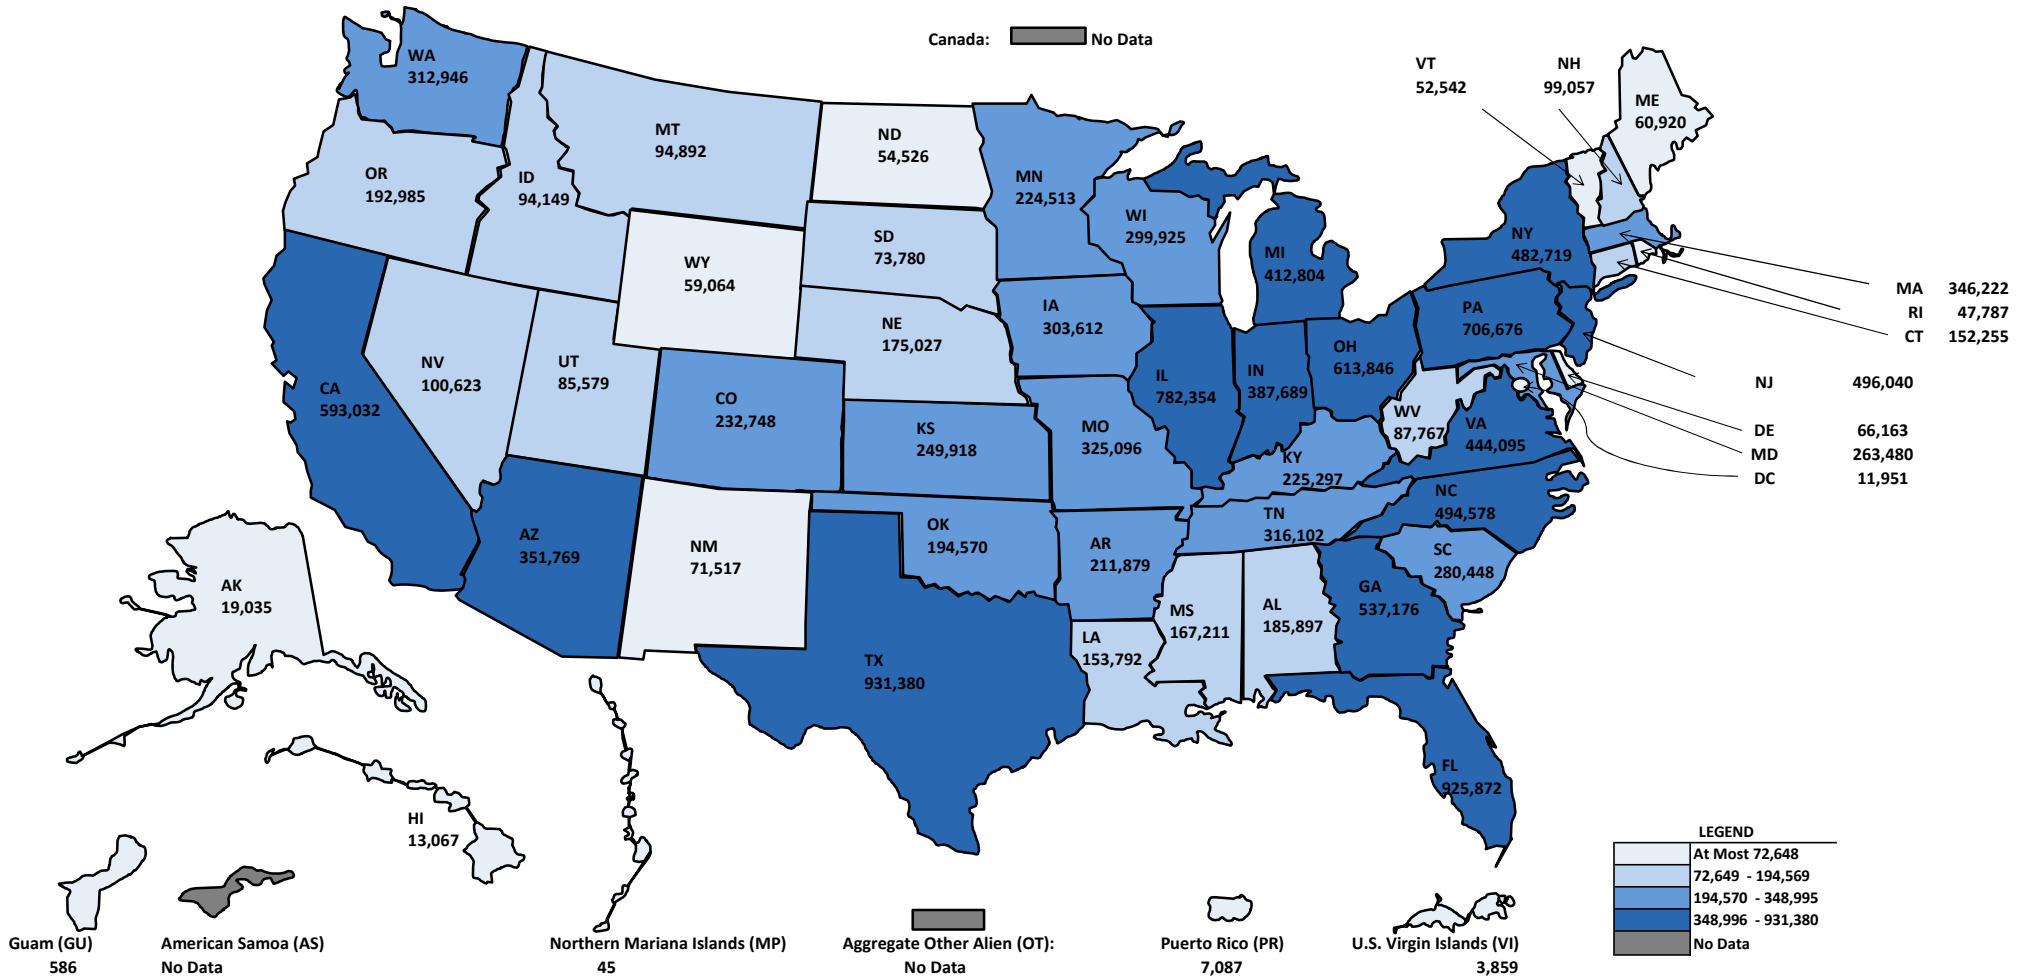 Canada: No Data
WA
312,946
OR
192,985
ID
94,149
MT
94,892
ND
54,526
MN
224,513
WI
299,925
MI
412,804
VT
52,542
NH
99,057
ME
60,920
NY
482,719
MA 346,222
RI 47,787
CT 152,255
NJ 496,040
DE 66,163
MD 263,480
DC 11,951
SD
73,780
WY
59,064
NE
175,027
IA
303,612
IL
782,354
IN
387,689
OH
613,846
PA
706,676
CA
593,032
NV
100,623
UT
85,579
CO
232,748
KS
249,918
MO
325,096
KY
225,297
WV
87,767
VA
444,095
AZ
351,769
NM
71,517
OK
194,570
AR
211,879
TN
316,102
NC
494,578
SC
280,448
TX
931,380
LA
153,792
MS
167,211
AL
185,897
GA
537,176
FL
925,872
AK
19,035
HI
13,067
Guam (GU)
586
American Samoa (AS)
No Data
Northern Mariana Islands (MP)
45
Aggregate Other Alien (OT):
No Data
Puerto Rico (PR)
7,087
U.S. Virgin Islands (VI)
3,859
LEGEND
At Most 72,648
72,649 - 194,569
194,570 - 348,995
348,996 - 931,380
No Data